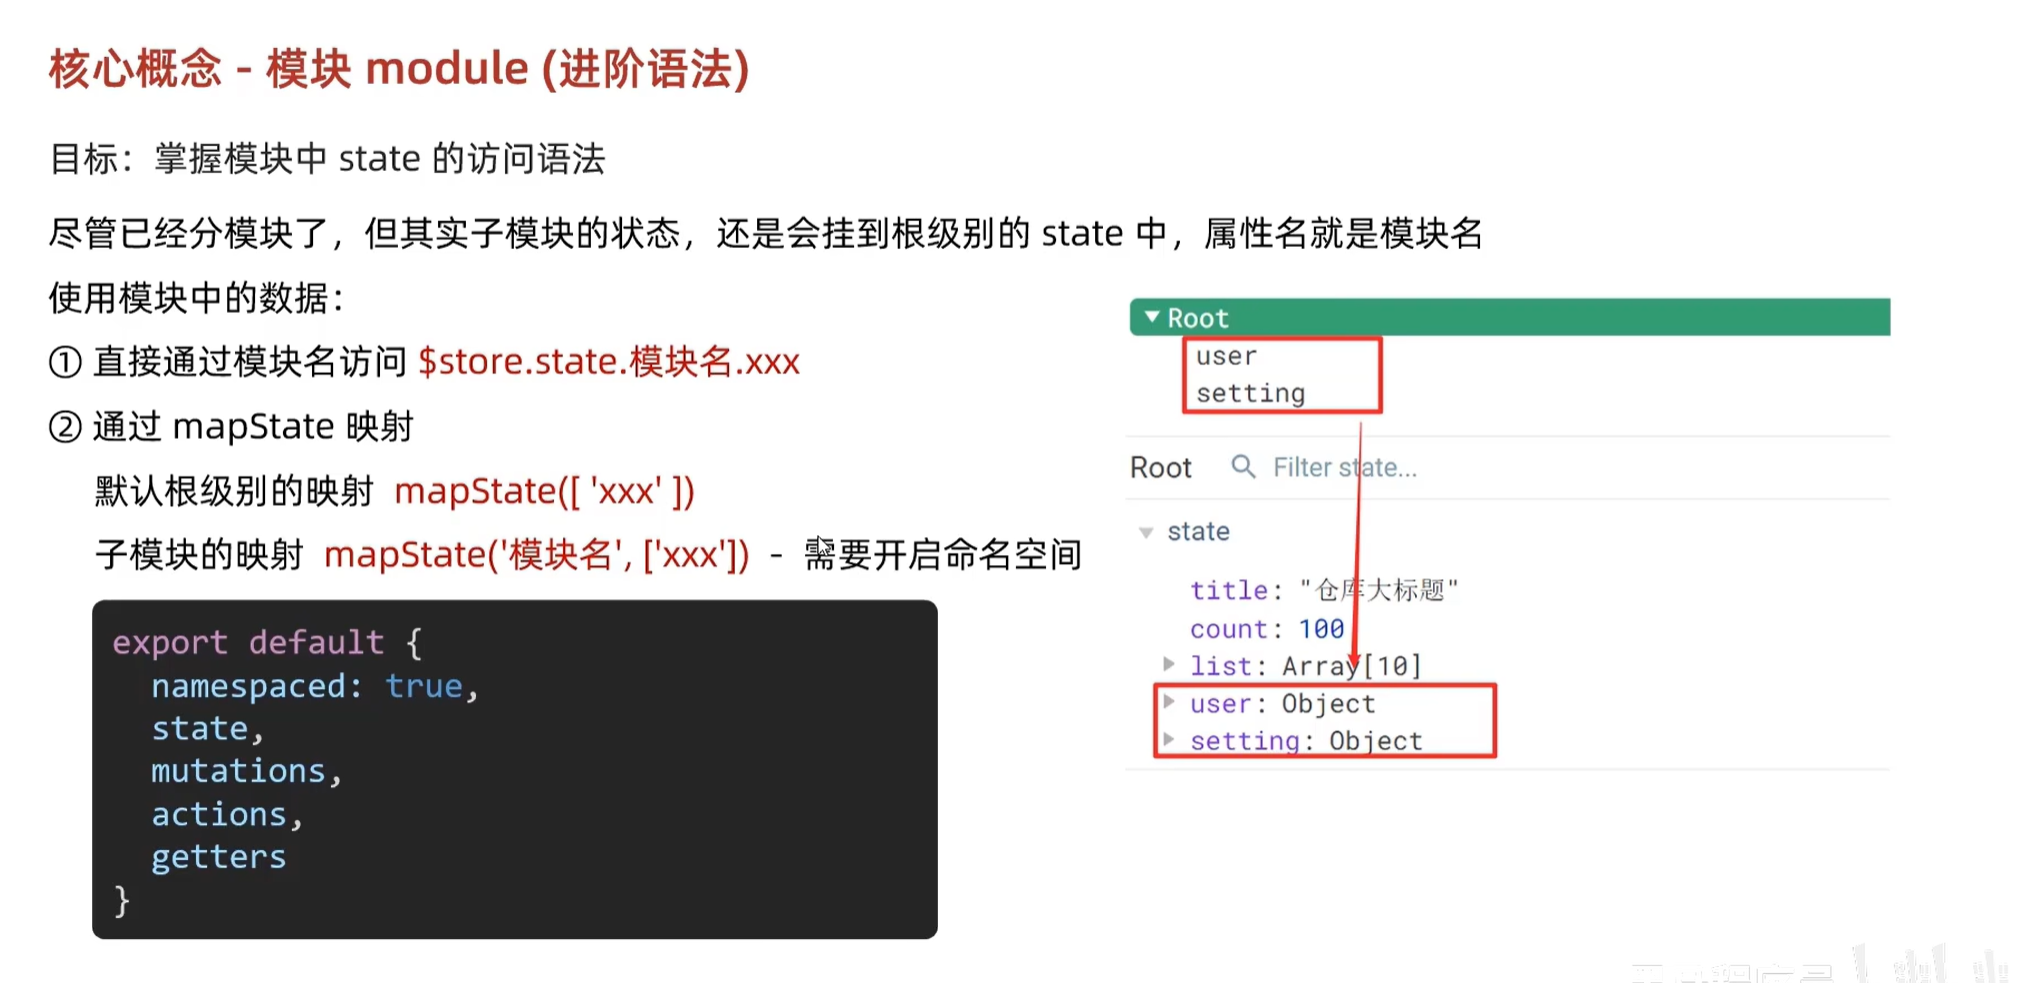 核心概念 - 模块 module (进阶语法)
目标：掌握模块中 state 的访问语法
尽管已经分模块了，但其实子模块的状态，还是会挂到根级别的 state 中，属性名就是模块名
使用模块中的数据：
① 直接通过模块名访问 $store.state.模块名.xxx
② 通过 mapState 映射
默认根级别的映射 mapState([ 'xxx' ])
子模块的映射 mapState('模块名', ['xxx']) - 需要开启命名空间
export default {
namespaced: true,
state,
mutations,
actions,
getters
}
Root
user
setting
Root Filter state...
state
title: "仓库大标题"
count: 100
list: Array[10]
user: Object
setting: Object